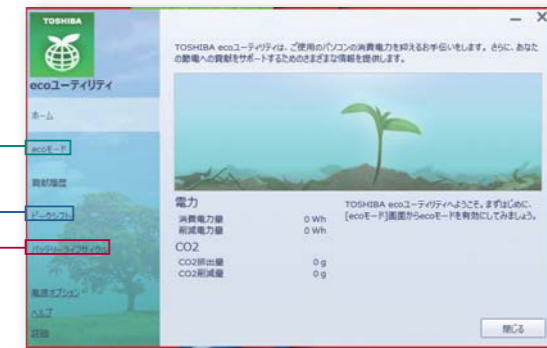 TOSHIBA
ecoユーティリティ
ホーム
ecoモード
貢献履歴
ピークシフト
バッテリーライフサイクル
電源オプション
ヘルプ
詳細
TOSHIBA ecoユーティリティは、ご使用のパソコンの消費電力を抑えるお手伝いをします。さらに、あなた
の節電への貢献をサポートするためのさまざまな情報を提供します。
電力
消費電力量 0 Wh
削減電力量 0 Wh
CO2
CO2排出量 0 g
CO2削減量 0 g
TOSHIBA ecoユーティリティへようこそ。まずはじめに、
[ecoモード]画面からecoモードを有効にしてみましょう。
閉じる